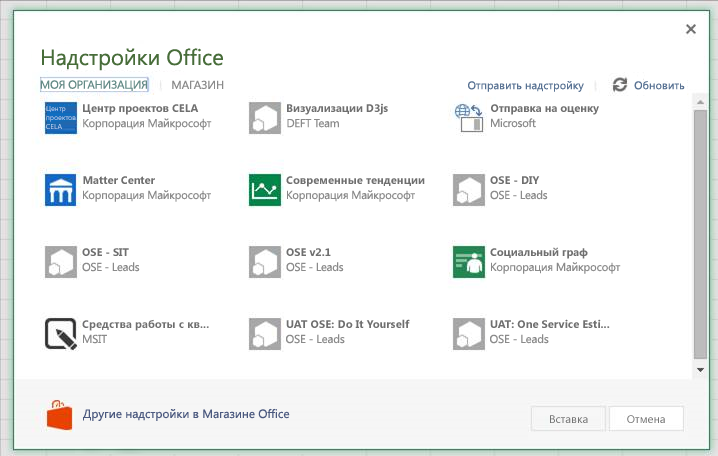 Надстройки Office
МОЯ ОРГАНИЗАЦИЯ | МАГАЗИН
Отправить надстройку | Обновить
Центр проектов CELA
Центр проектов CELA
Корпорация Майкрософт
Визуализации D3js
DEFT Team
Отправка на оценку
Microsoft
Matter Center
Корпорация Майкрософт
Современные тенденции
Корпорация Майкрософт
OSE - DIY
OSE - Leads
OSE - SIT
OSE - Leads
OSE v2.1
OSE - Leads
Социальный граф
Корпорация Майкрософт
Средства работы с кв...
MSIT
UAT OSE: Do It Yourself
OSE - Leads
UAT: One Service Esti...
OSE - Leads
Другие надстройки в Магазине Office
Вставка
Отмена